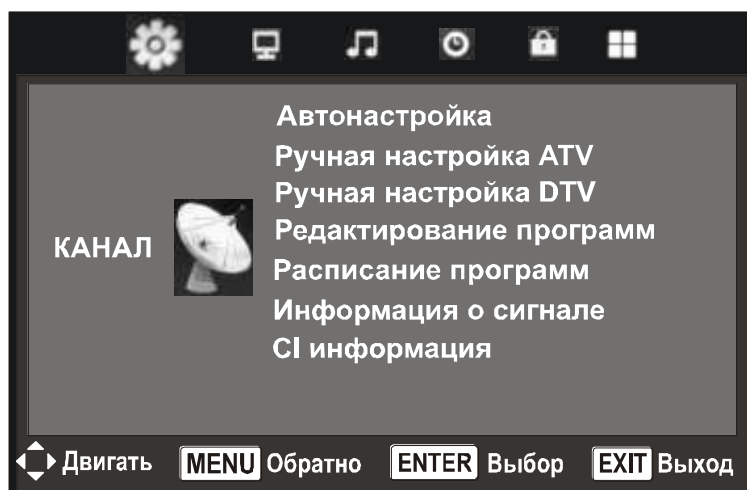 Автонастройка
Ручная настройка ATV
Ручная настройка DTV
Редактирование программ
КАНАЛ
Расписание программ
Информация о сигнале
CI информация
Двигать MENU Обратно ENTER Выбор EXIT Выход